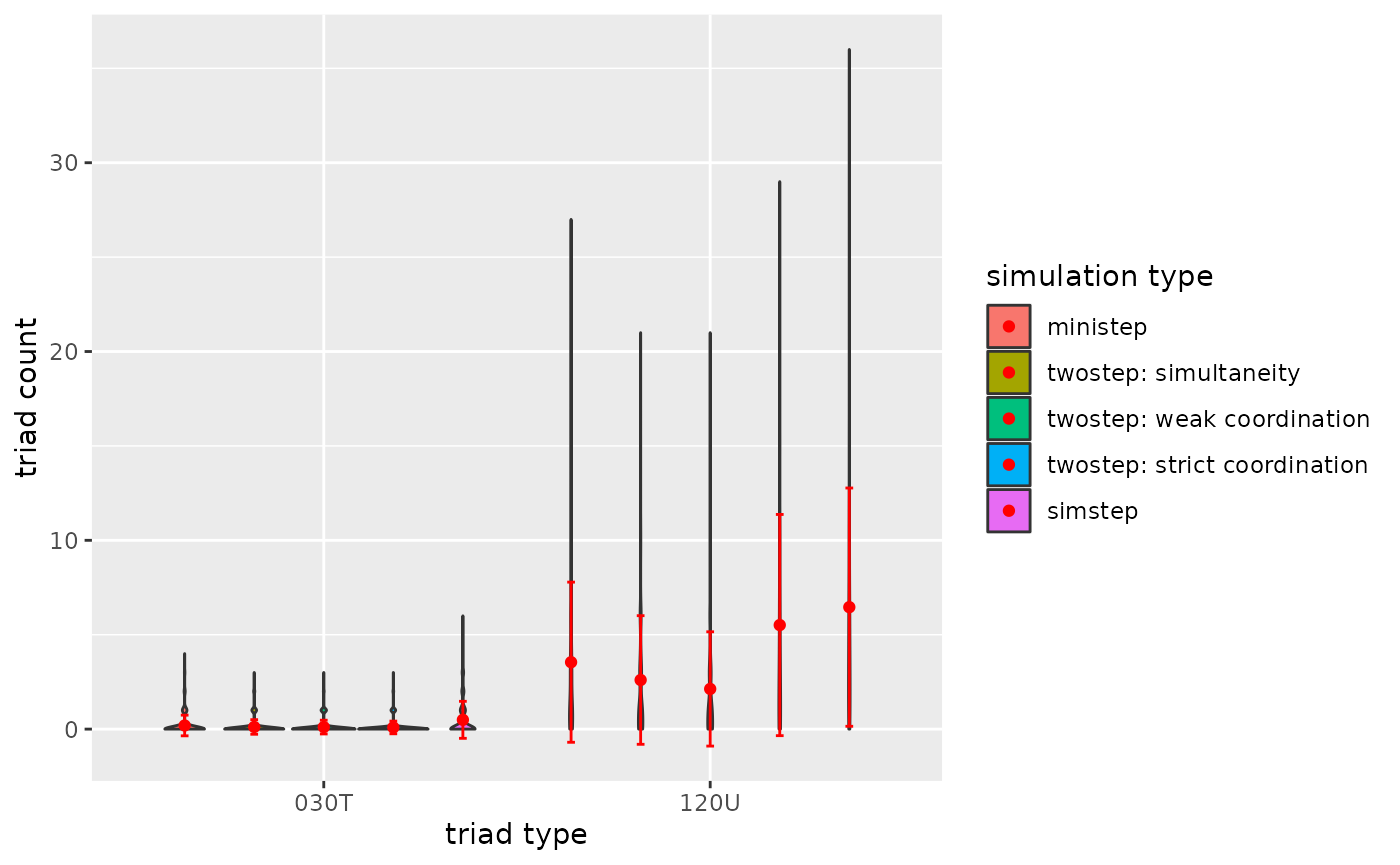 30
20
10
0
triad count
030T
120U
triad type
simulation type
ministep
twostep: simultaneity
twostep: weak coordination
twostep: strict coordination
simstep